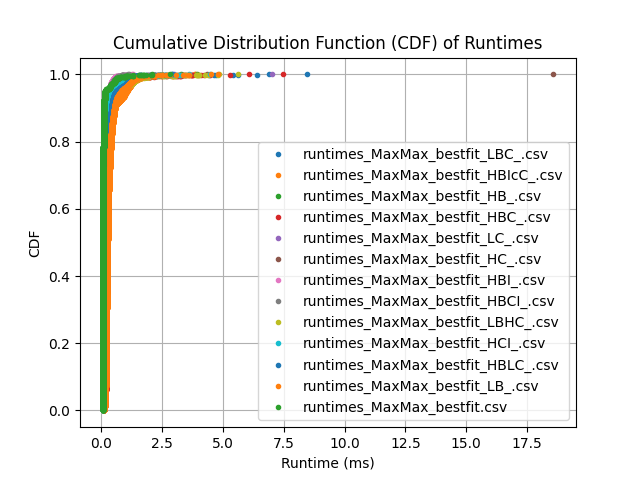 Cumulative Distribution Function (CDF) of Runtimes
1.0
0.8
0.6
0.4
0.2
0.0
CDF
runtimes_MaxMax_bestfit_LBC_.csv
runtimes_MaxMax_bestfit_HBIcC_.csv
runtimes_MaxMax_bestfit_HB_.csv
runtimes_MaxMax_bestfit_HBC_.csv
runtimes_MaxMax_bestfit_LC_.csv
runtimes_MaxMax_bestfit_HC_.csv
runtimes_MaxMax_bestfit_HBI_.csv
runtimes_MaxMax_bestfit_HBCI_.csv
runtimes_MaxMax_bestfit_LBHC_.csv
runtimes_MaxMax_bestfit_HCI_.csv
runtimes_MaxMax_bestfit_HBLC_.csv
runtimes_MaxMax_bestfit_LB_.csv
runtimes_MaxMax_bestfit.csv
0.0 2.5 5.0 7.5 10.0 12.5 15.0 17.5
Runtime (ms)